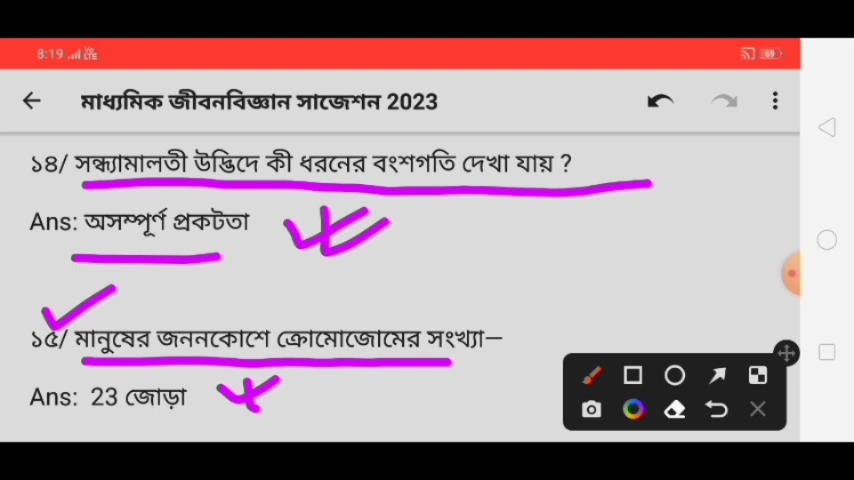 8:19
মাধ্যমিক জীবনবিজ্ঞান সাজেশন 2023
১৪/ সন্ধ্যামালতী উদ্ভিদে কী ধরনের বংশগতি দেখা যায় ?
Ans: অসম্পূর্ণ প্রকটতা
১৫/ মানুষের জননকোশে ক্রোমোজোমের সংখ্যা—
Ans: 23 জোড়া